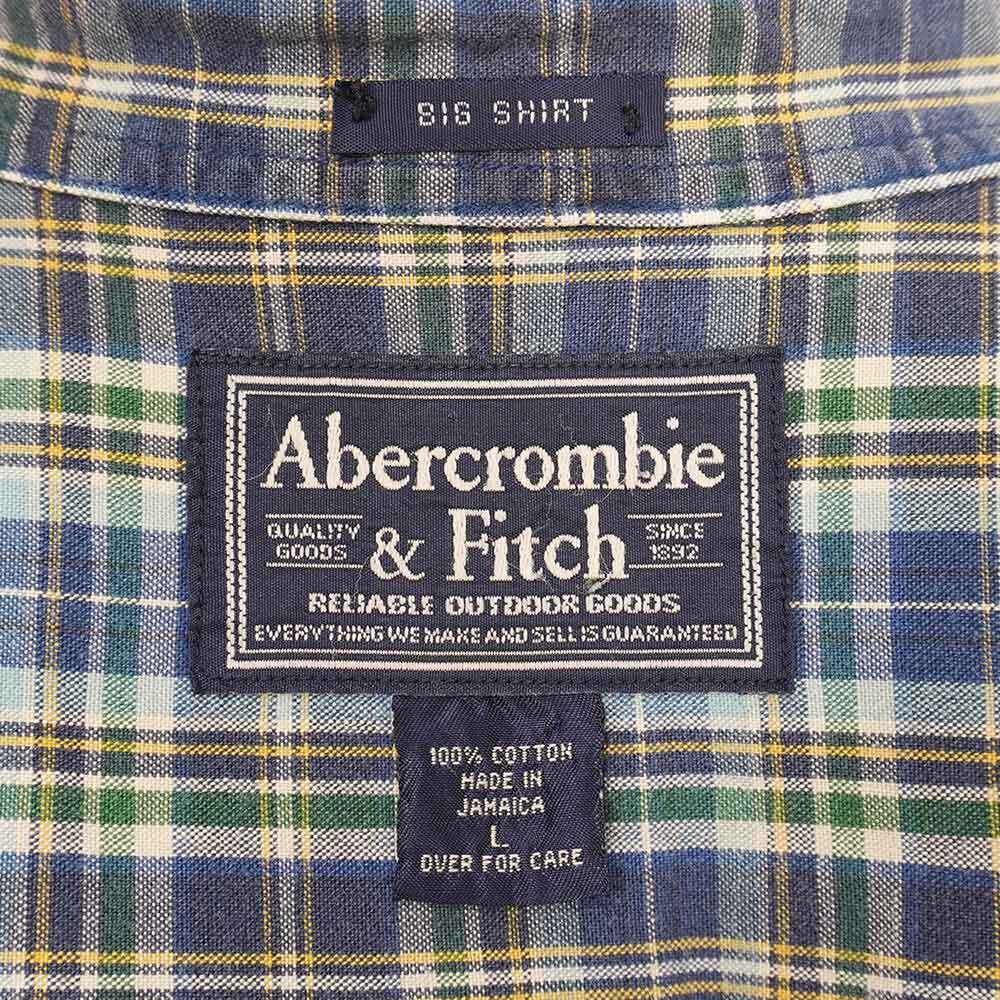 BIG SHIRT
Abercrombie
QUALITY GOODS & Fitch SINCE 1892
RELIABLE OUTDOOR GOODS
EVERYTHING WE MAKE AND SELL IS GUARANTEED
100% COTTON
MADE IN
JAMAICA
L
OVER FOR CARE